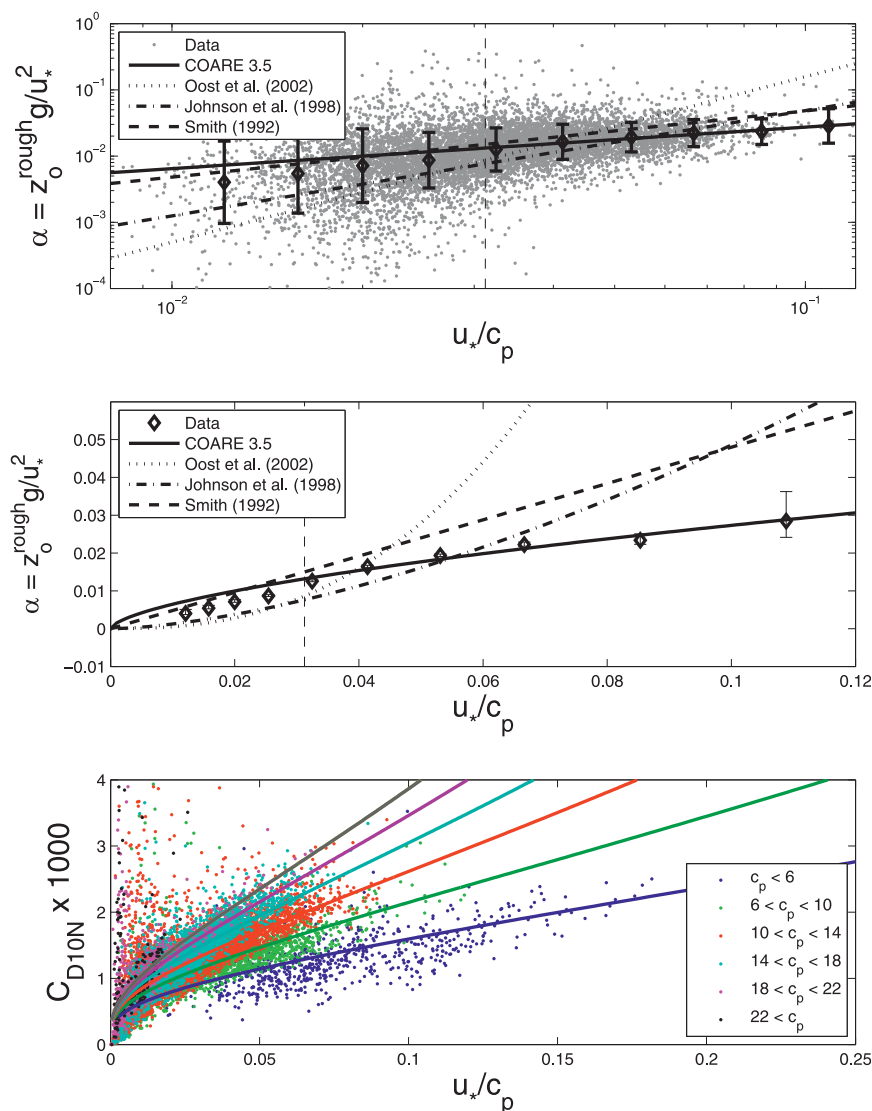 10^0
10^-1
10^-2
10^-3
10^-4
α = z_o^rough g/u_*^2
Data
COARE 3.5
Oost et al. (2002)
Johnson et al. (1998)
Smith (1992)
10^-2
10^-1
u_*/c_p
0.05
0.04
0.03
0.02
0.01
0
−0.01
α = z_o^rough g/u_*^2
Data
COARE 3.5
Oost et al. (2002)
Johnson et al. (1998)
Smith (1992)
0
0.02
0.04
0.06
0.08
0.1
0.12
u_*/c_p
4
3
2
1
0
C_D10N x 1000
c_p < 6
6 < c_p < 10
10 < c_p < 14
14 < c_p < 18
18 < c_p < 22
22 < c_p
0
0.05
0.1
0.15
0.2
0.25
u_*/c_p